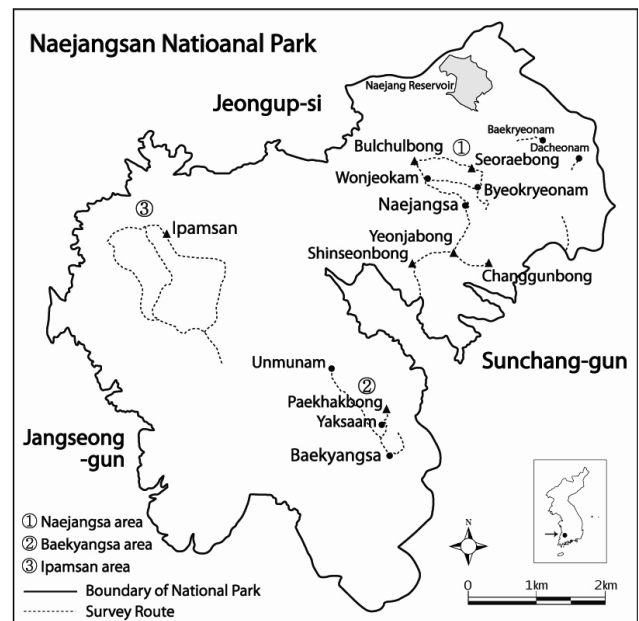 Naejangsan Natioanal Park
Jeongup-si
Naejang Reservoir
Baekryeonam
Dacheonam
Bulchulbong
①
Seoraebong
Wonjeokam
Byeokryeonam
Naejangsa
③
Ipamsan
Yeonjabong
Shinseonbong
Changgunbong
Sunchang-gun
Unmunam
②
Paekhakbong
Yaksaam
Baekyangsa
Jangseong
-gun
① Naejangsa area
② Baekyangsa area
③ Ipamsan area
Boundary of National Park
Survey Route
N
0 1km 2km